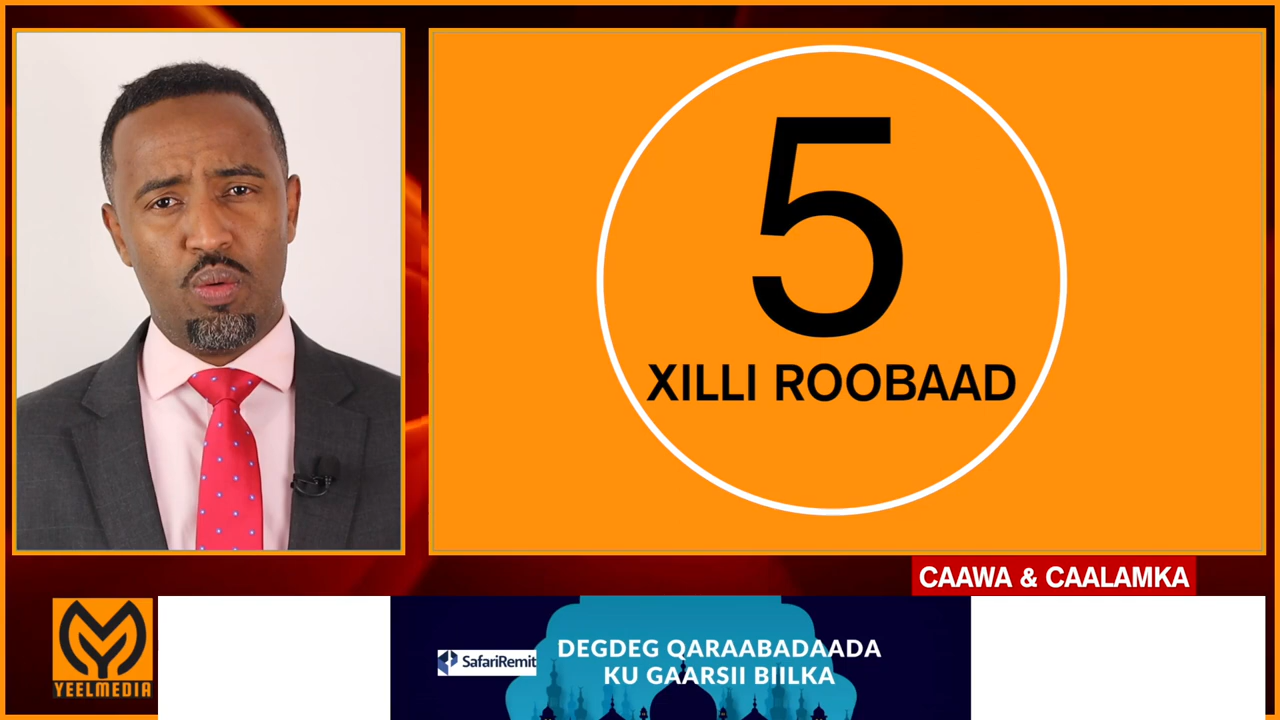 5
XILLI ROOBAAD
CAAWA & CAALAMKA
YEELMEDIA
SafariRemit
DEGDEG QARAABADAADA
KU GAARSII BIILKA